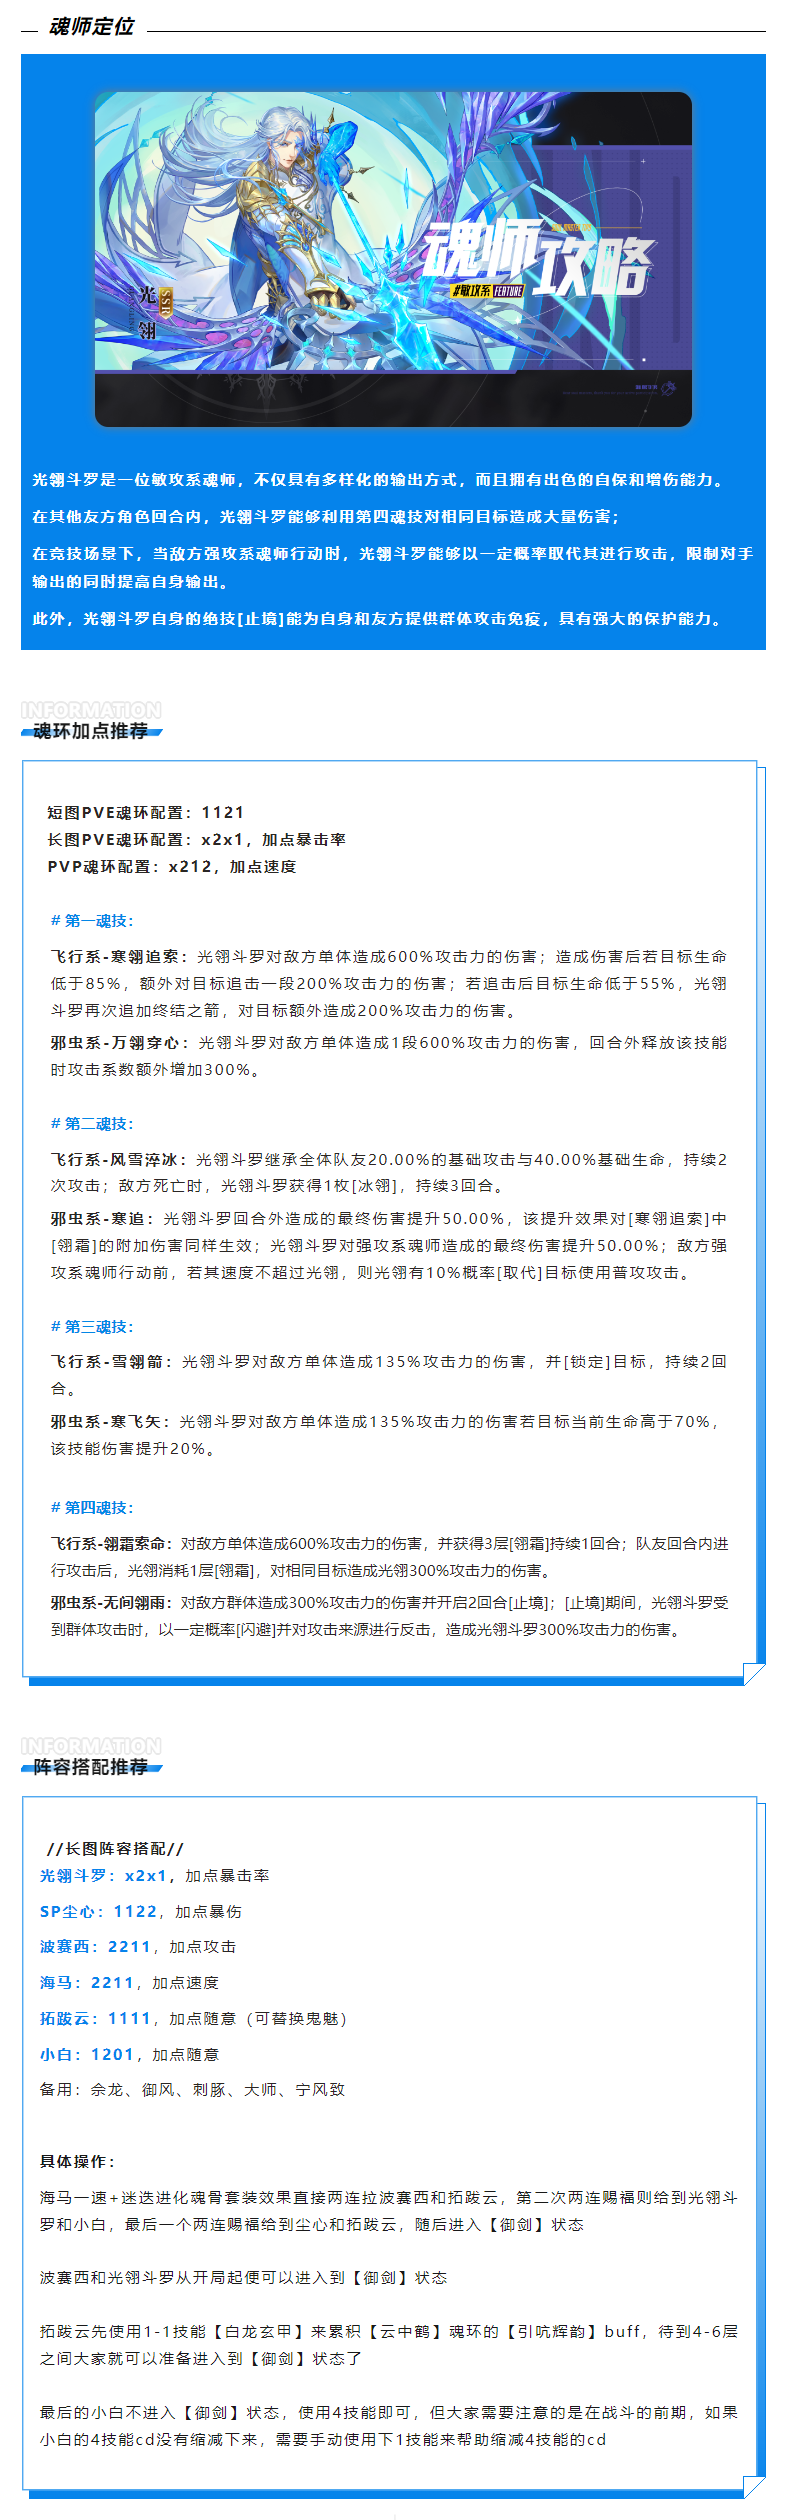 魂师定位
魂师攻略
#敏攻系 FEATURE
光翎
SSR
光翎斗罗是一位敏攻系魂师，不仅具有多样化的输出方式，而且拥有出色的自保和增伤能力。
在其他友方角色回合内，光翎斗罗能够利用第四魂技对相同目标造成大量伤害；
在竞技场景下，当敌方强攻系魂师行动时，光翎斗罗能够以一定概率取代其进行攻击，限制对手
输出的同时提高自身输出。
此外，光翎斗罗自身的绝技[止境]能为自身和友方提供群体攻击免疫，具有强大的保护能力。
INFORMATION
魂环加点推荐
短图PVE魂环配置：1121
长图PVE魂环配置：x2x1，加点暴击率
PVP魂环配置：x212，加点速度
# 第一魂技：
飞行系-寒翎追索：光翎斗罗对敌方单体造成600%攻击力的伤害；造成伤害后若目标生命
低于85%，额外对目标追击一段200%攻击力的伤害；若追击后目标生命低于55%，光翎
斗罗再次追加终结之箭，对目标额外造成200%攻击力的伤害。
邪虫系-万翎穿心：光翎斗罗对敌方单体造成1段600%攻击力的伤害，回合外释放该技能
时攻击系数额外增加300%。
# 第二魂技：
飞行系-风雪淬冰：光翎斗罗继承全体队友20.00%的基础攻击与40.00%基础生命，持续2
次攻击；敌方死亡时，光翎斗罗获得1枚[冰翎]，持续3回合。
邪虫系-寒追：光翎斗罗回合外造成的最终伤害提升50.00%，该提升效果对[寒翎追索]中
[翎霜]的附加伤害同样生效；光翎斗罗对强攻系魂师造成的最终伤害提升50.00%；敌方强
攻系魂师行动前，若其速度不超过光翎，则光翎有10%概率[取代]目标使用普攻攻击。
# 第三魂技：
飞行系-雪翎箭：光翎斗罗对敌方单体造成135%攻击力的伤害，并[锁定]目标，持续2回
合。
邪虫系-寒飞矢：光翎斗罗对敌方单体造成135%攻击力的伤害若目标当前生命高于70%，
该技能伤害提升20%。
# 第四魂技：
飞行系-翎霜索命：对敌方单体造成600%攻击力的伤害，并获得3层[翎霜]持续1回合；队友回合内进
行攻击后，光翎消耗1层[翎霜]，对相同目标造成光翎300%攻击力的伤害。
邪虫系-无间翎雨：对敌方群体造成300%攻击力的伤害并开启2回合[止境]；[止境]期间，光翎斗罗受
到群体攻击时，以一定概率[闪避]并对攻击来源进行反击，造成光翎斗罗300%攻击力的伤害。
INFORMATION
阵容搭配推荐
//长图阵容搭配//
光翎斗罗：x2x1，加点暴击率
SP尘心：1122，加点暴伤
波赛西：2211，加点攻击
海马：2211，加点速度
拓跋云：1111，加点随意（可替换鬼魅）
小白：1201，加点随意
备用：佘龙、御风、刺豚、大师、宁风致
具体操作：
海马一速+迷迭进化魂骨套装效果直接两连拉波赛西和拓跋云，第二次两连赐福则给到光翎斗
罗和小白，最后一个两连赐福给到尘心和拓跋云，随后进入【御剑】状态
波赛西和光翎斗罗从开局起便可以进入到【御剑】状态
拓跋云先使用1-1技能【白龙玄甲】来累积【云中鹤】魂环的【引吭辉韵】buff，待到4-6层
之间大家就可以准备进入到【御剑】状态了
最后的小白不进入【御剑】状态，使用4技能即可，但大家需要注意的是在战斗的前期，如果
小白的4技能cd没有缩减下来，需要手动使用下1技能来帮助缩减4技能的cd